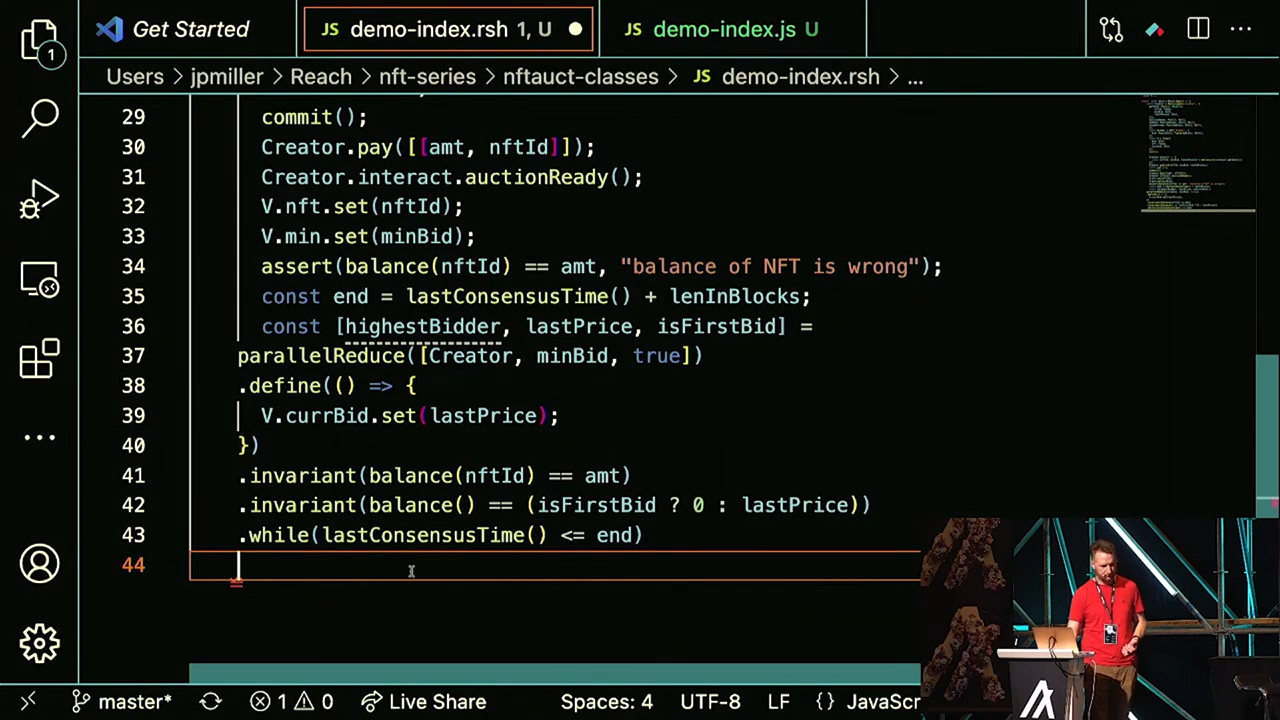 Get Started
JS demo-index.rsh 1, U
JS demo-index.js U
Users > jpmiller > Reach > nft-series > nftauct-classes > JS demo-index.rsh > ...
1
29 commit();
30 Creator.pay([[amt, nftId]]);
31 Creator.interact.auctionReady();
32 V.nft.set(nftId);
33 V.min.set(minBid);
34 assert(balance(nftId) == amt, "balance of NFT is wrong");
35 const end = lastConsensusTime() + lenInBlocks;
36 const [highestBidder, lastPrice, isFirstBid] =
37 parallelReduce([Creator, minBid, true])
38 .define(() => {
39 V.currBid.set(lastPrice);
40 })
41 .invariant(balance(nftId) == amt)
42 .invariant(balance() == (isFirstBid ? 0 : lastPrice))
43 .while(lastConsensusTime() <= end)
44
master* 1 0 Live Share Spaces: 4 UTF-8 LF {} JavaScr